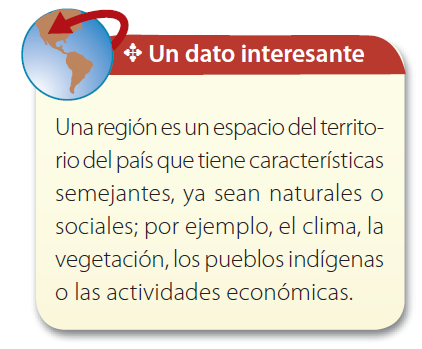 ✤ Un dato interesante
Una región es un espacio del territo-
rio del país que tiene características
semejantes, ya sean naturales o
sociales; por ejemplo, el clima, la
vegetación, los pueblos indígenas
o las actividades económicas.